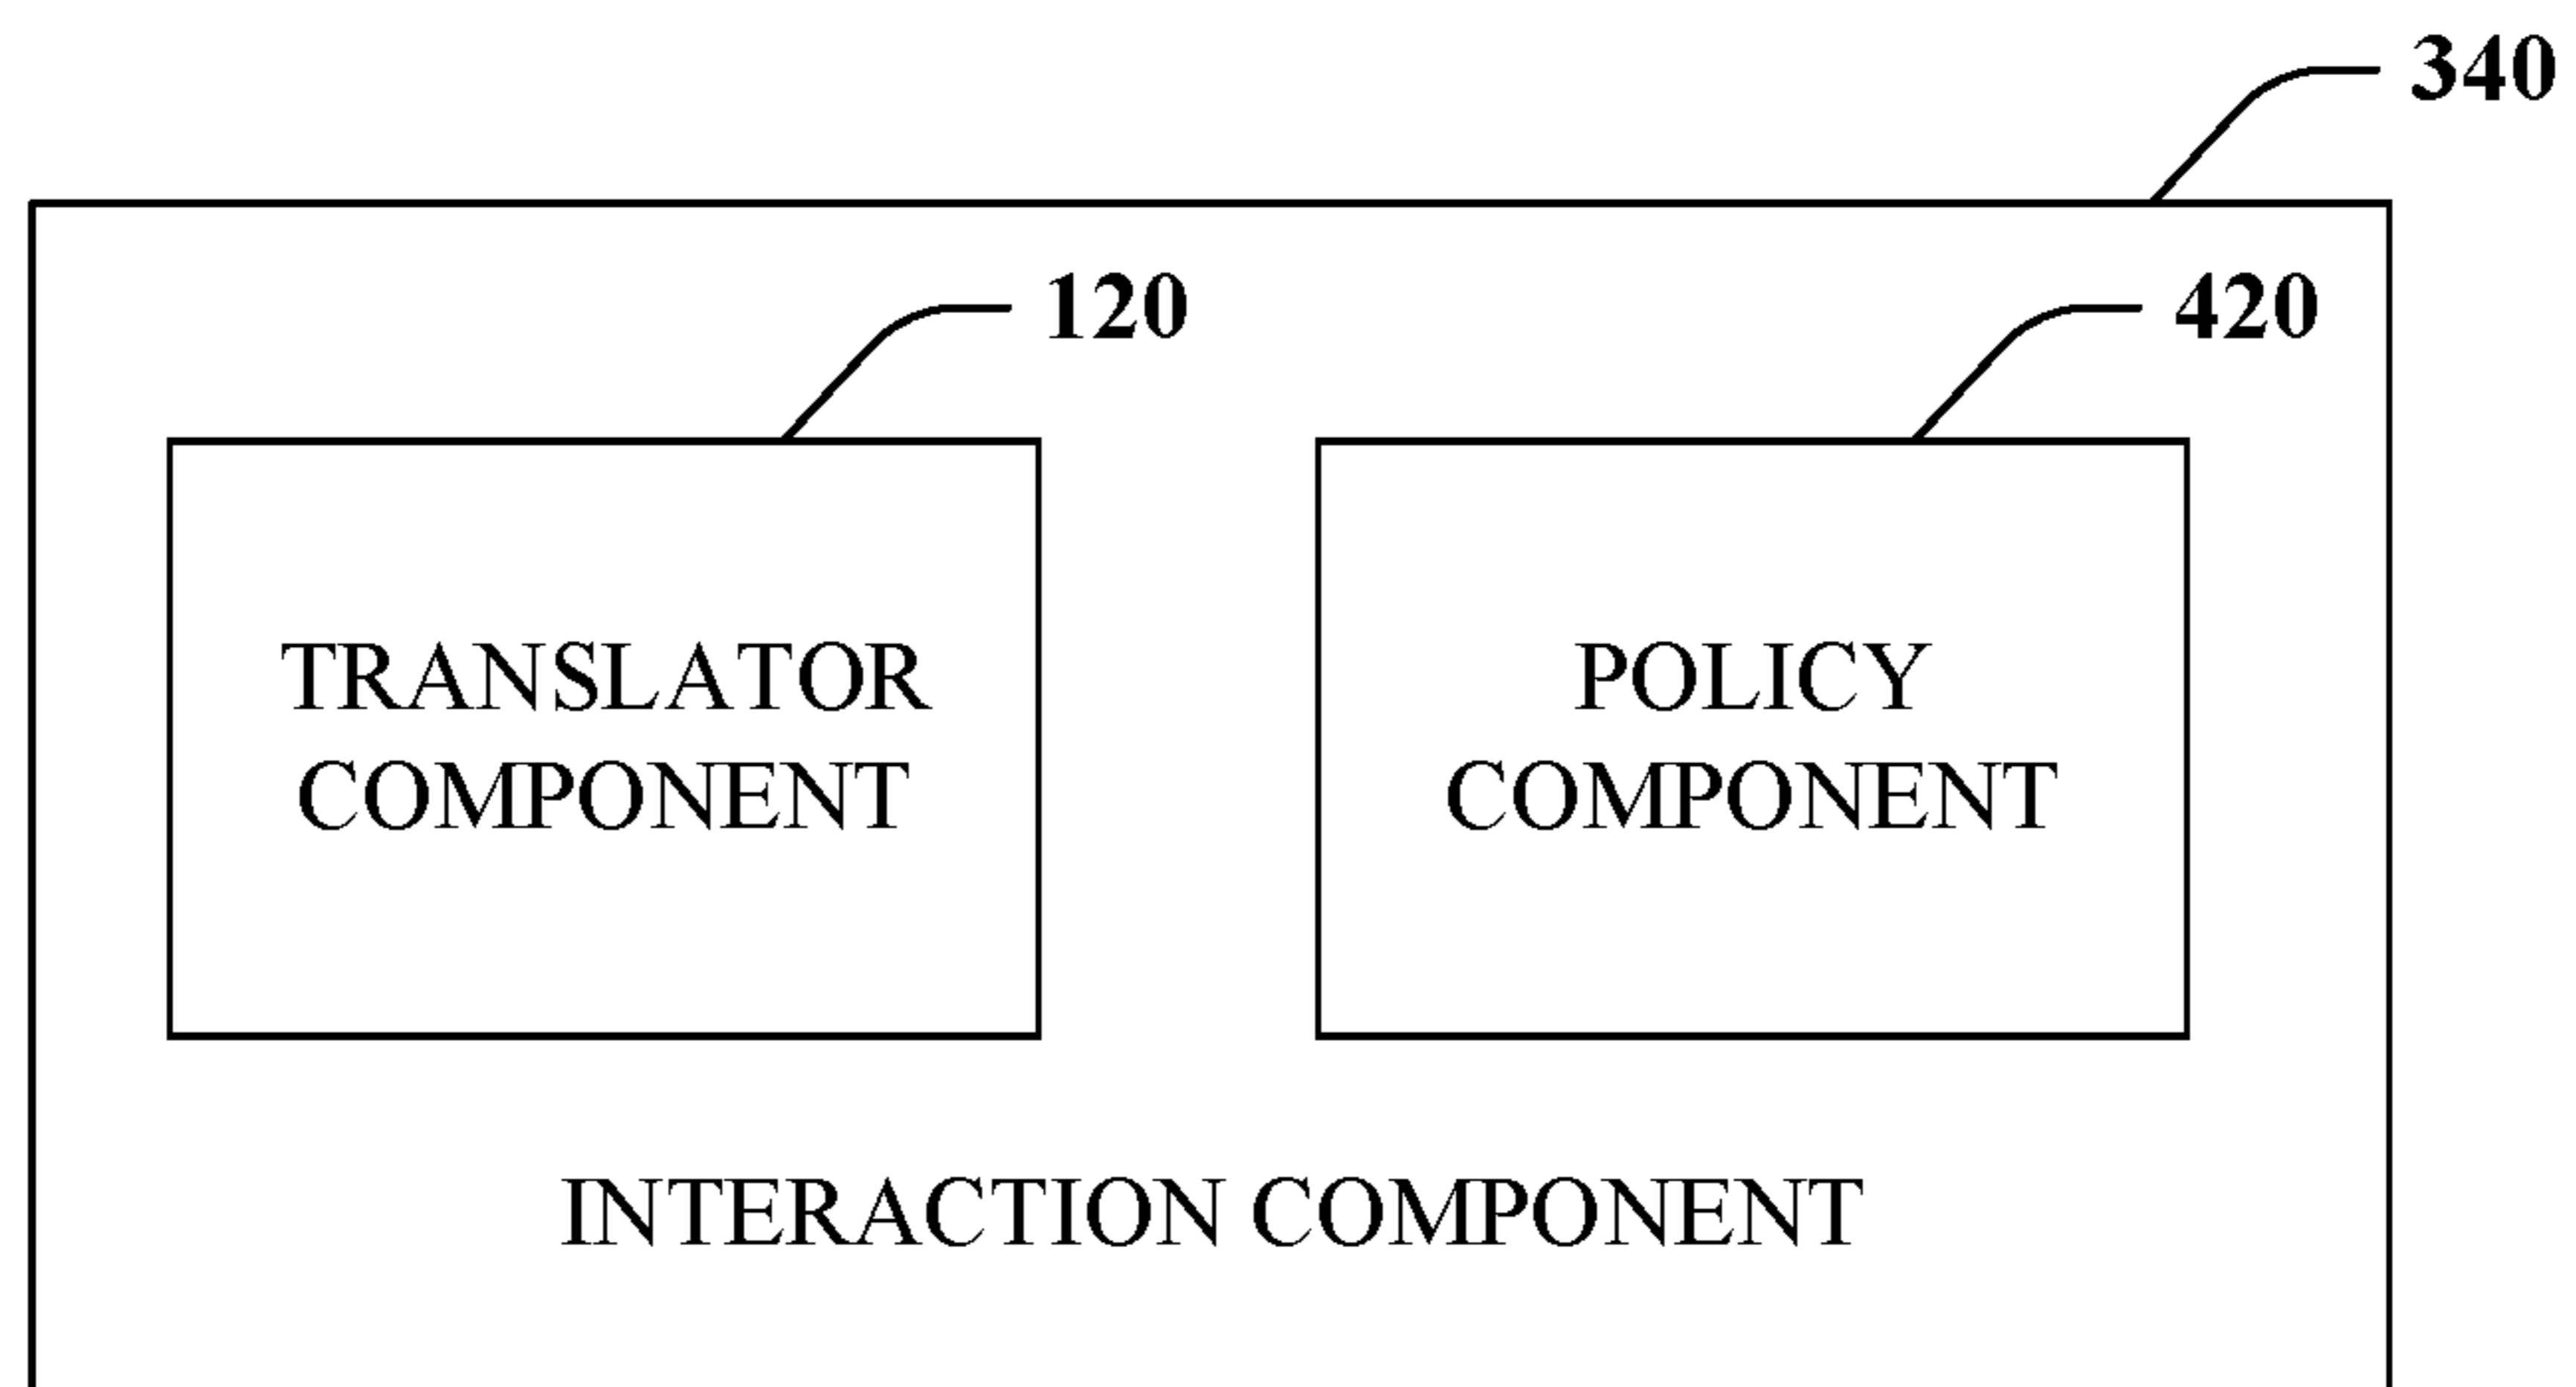 340
120
420
TRANSLATOR
COMPONENT
POLICY
COMPONENT
INTERACTION COMPONENT